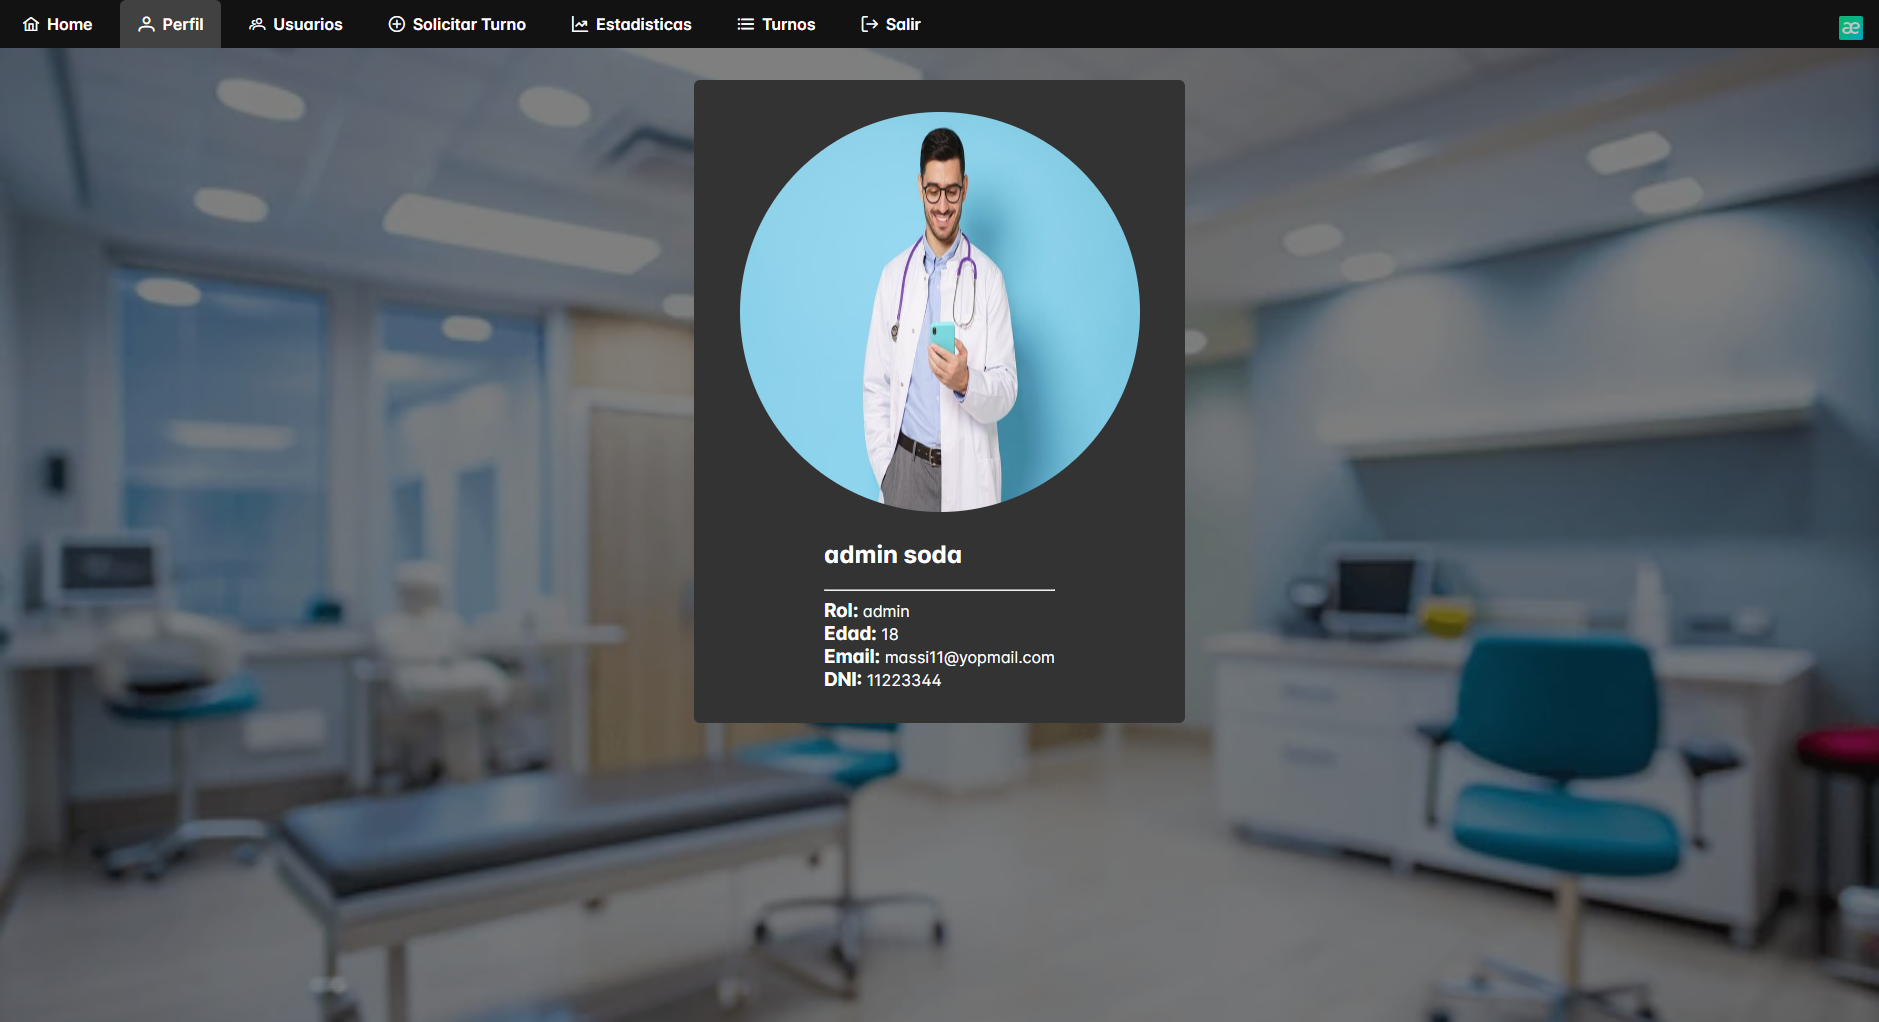 Home Perfil Usuarios Solicitar Turno Estadisticas Turnos Salir
æ
admin soda
Rol: admin
Edad: 18
Email: massi11@yopmail.com
DNI: 11223344